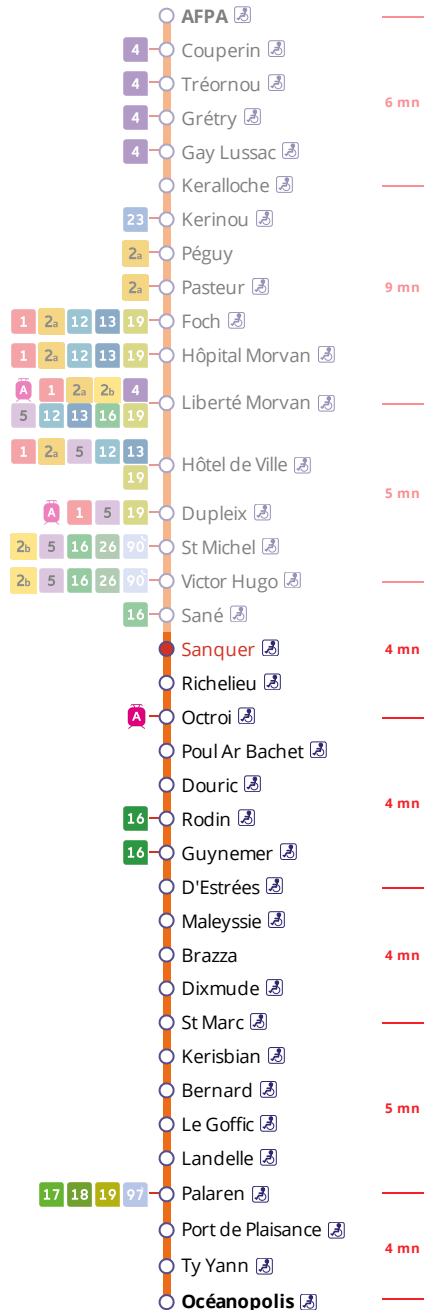 AFPA
4 Couperin
4 Tréornou
4 Grétry
6 mn
4 Gay Lussac
Keralloche
23 Kerinou
2a Péguy
2a Pasteur
9 mn
1 2a 12 13 19 Foch
1 2a 12 13 19 Hôpital Morvan
A 1 2a 2b 4
Liberté Morvan
5 12 13 16 19
1 2a 5 12 13
Hôtel de Ville
19
5 mn
A 1 5 19 Dupleix
2b 5 16 26 90 St Michel
2b 5 16 26 90 Victor Hugo
16 Sané
Sanquer 4 mn
Richelieu
A Octroi
Poul Ar Bachet
Douric
4 mn
16 Rodin
16 Guynemer
D'Estrées
Maleyssie
Brazza 4 mn
Dixmude
St Marc
Kerisbian
Bernard
5 mn
Le Goffic
Landelle
17 18 19 97 Palaren
Port de Plaisance
4 mn
Ty Yann
Océanopolis